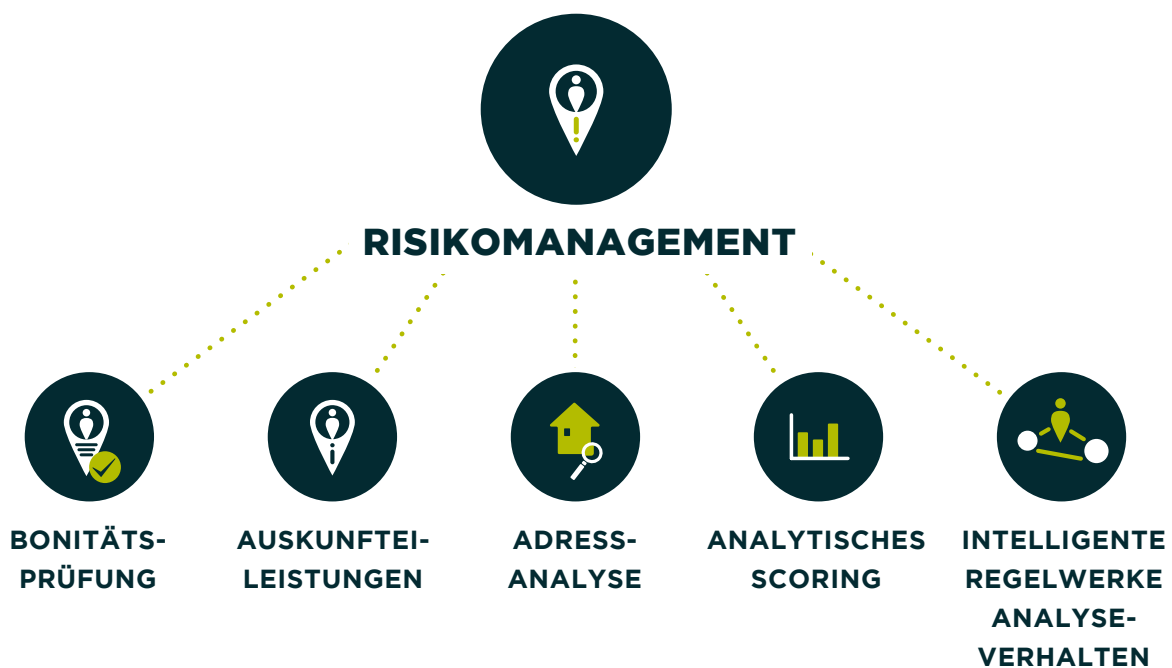 RISIKOMANAGEMENT
BONITÄTS-
PRÜFUNG
AUSKUNFTEI-
LEISTUNGEN
ADRESS-
ANALYSE
ANALYTISCHES
SCORING
INTELLIGENTE
REGELWERKE
ANALYSE-
VERHALTEN